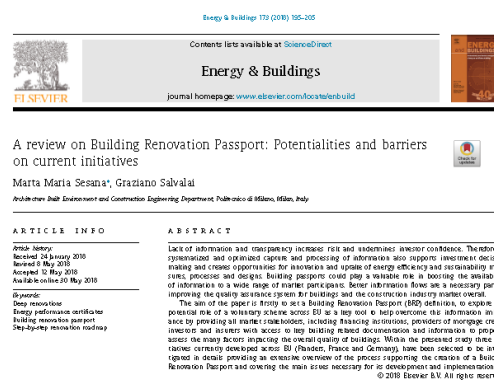 Energy & Buildings 173 (2018) 195–205
Contents lists available at ScienceDirect
Energy & Buildings
journal homepage: www.elsevier.com/locate/enbuild
ELSEVIER
ENERGY
Check for
updates
A review on Building Renovation Passport: Potentialities and barriers
on current initiatives
Marta Maria Sesana*, Graziano Salvalai
Architecture Built Environment and Construction Engineering Department, Politecnico di Milano, Milan, Italy
ARTICLE INFO
Article history:
Received 24 January 2018
Revised 8 May 2018
Accepted 12 May 2018
Available online 30 May 2018
Keywords:
Deep renovations
Energy performance certificates
Building renovation passport
Step-by-step renovation roadmap
ABSTRACT
Lack of information and transparency increases risk and undermines investor confidence. Therefor
systematized and optimized capture and processing of information also supports investment decis
making and creates opportunities for innovation and uptake of energy efficiency and sustainability m
sures, processes and designs. Building passports could play a valuable role in boosting the availab
of information to a wide range of market participants. Better information flows are a necessary par
improving the quality assurance system for buildings and the construction industry market overall.
The aim of the paper is firstly to set a Building Renovation Passport (BRP) definition, to explore
potential role of a voluntary scheme across EU as a key tool to help overcome this information im
ance by providing all market stakeholders, including financing institutions, providers of mortgage cre
investors and insurers with access to key building related documentation and information to prope
assess the many factors impacting the overall quality of buildings. Within the presented study three
tiatives currently developed across EU (Flanders, France and Germany), have been selected to be inv
tigated in details providing an extensive overview of the process supporting the creation of a Buil
Renovation Passport and covering the main issues necessary for its development and implementation
© 2018 Elsevier B.V. All rights reser